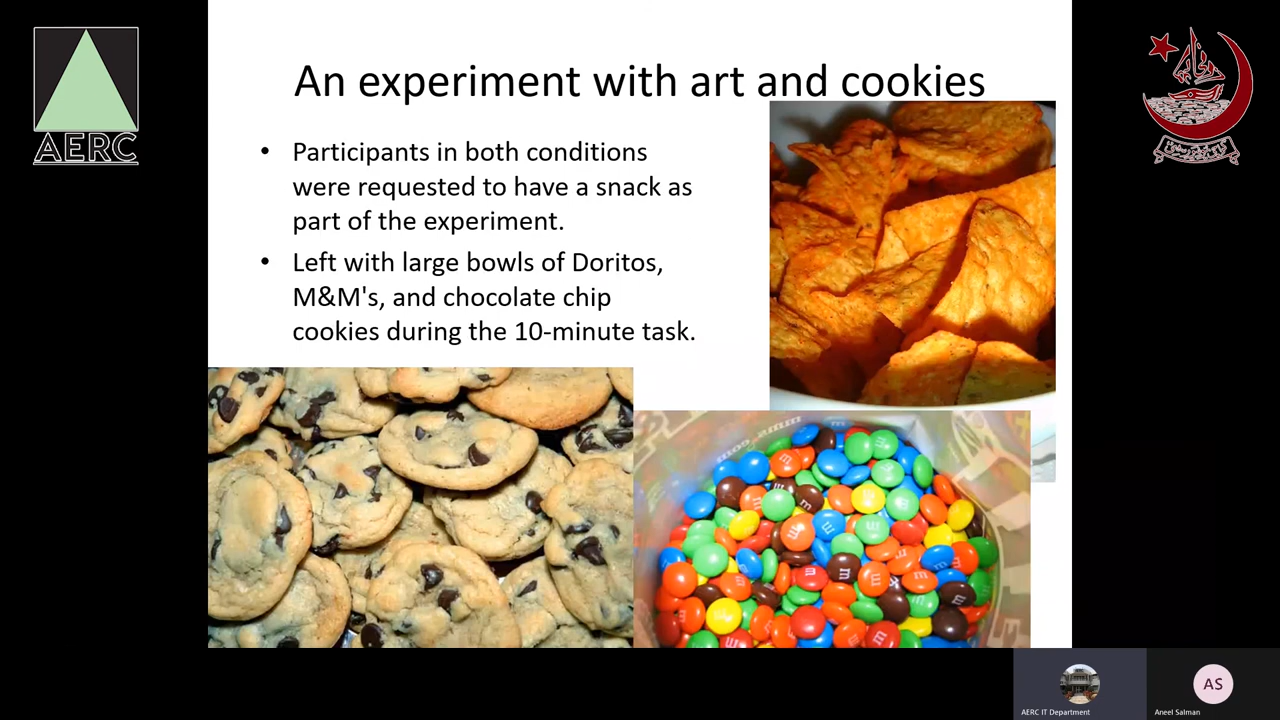 An experiment with art and cookies
• Participants in both conditions
were requested to have a snack as
part of the experiment.
• Left with large bowls of Doritos,
M&M's, and chocolate chip
cookies during the 10-minute task.
AERC
AS
AERC IT Department
Aneel Salman